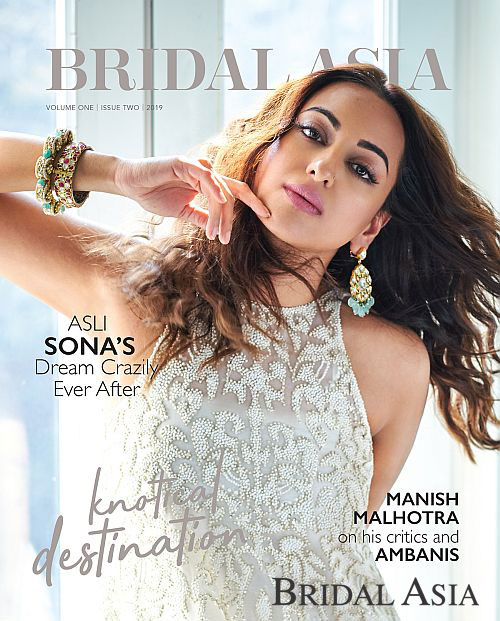 BRIDAL ASIA
VOLUME ONE | ISSUE TWO | 2019
ASLI
SONA'S
Dream Crazily
Ever After
knotical
destination
MANISH
MALHOTRA
on his critics and
AMBANIS
BRIDAL ASIA